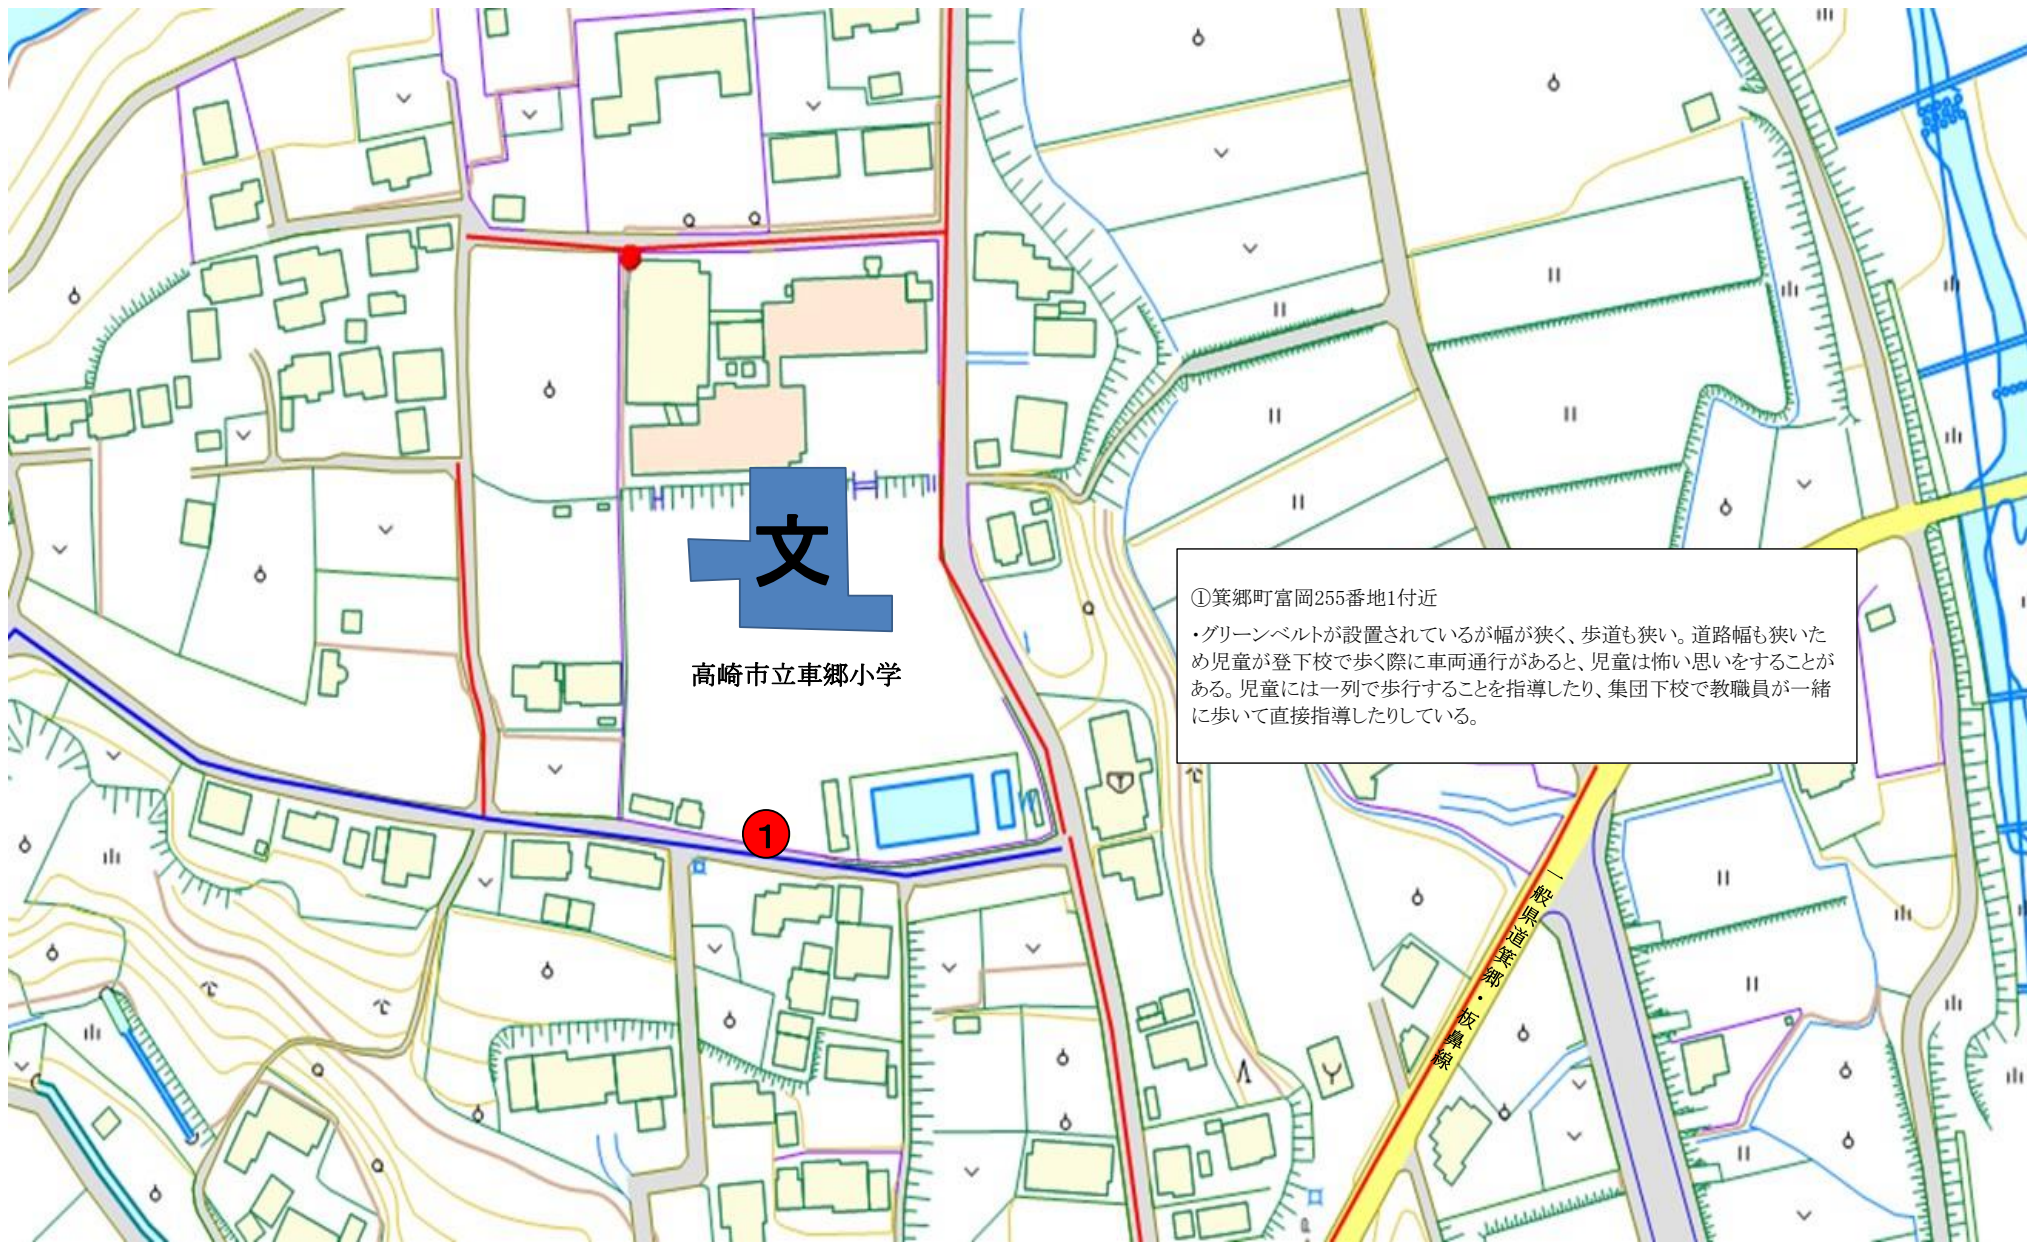 文
高崎市立車郷小学
①箕郷町富岡255番地1付近
・グリーンベルトが設置されているが幅が狭く、歩道も狭い。道路幅も狭いた
め児童が登下校で歩く際に車両通行があると、児童は怖い思いをすることが
ある。児童には一列で歩行することを指導したり、集団下校で教職員が一緒
に歩いて直接指導したりしている。
1
一般県道箕郷・板鼻線
P